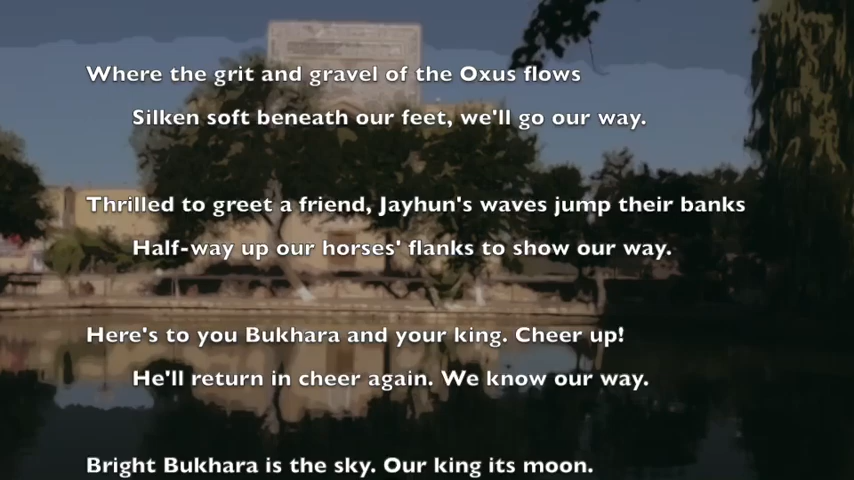 Where the grit and gravel of the Oxus flows
Silken soft beneath our feet, we'll go our way.
Thrilled to greet a friend, Jayhun's waves jump their banks
Half-way up our horses' flanks to show our way.
Here's to you Bukhara and your king. Cheer up!
He'll return in cheer again. We know our way.
Bright Bukhara is the sky. Our king its moon.